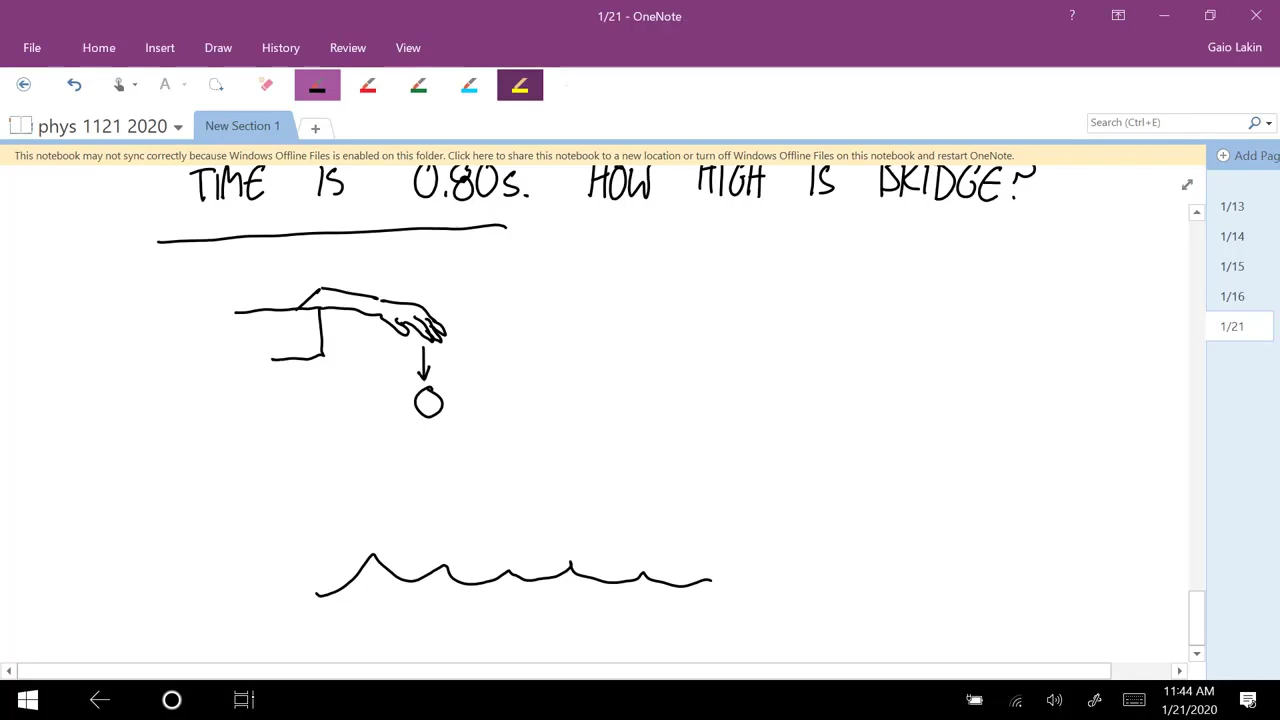 1/21 - OneNote
?
File Home Insert Draw History Review View
Gaio Lakin
A
phys 1121 2020
New Section 1
+
Search (Ctrl+E)
This notebook may not sync correctly because Windows Offline Files is enabled on this folder. Click here to share this notebook to a new location or turn off Windows Offline Files on this notebook and restart OneNote.
Add Pag
TIME IS 0.80s. HOW HIGH IS BRIDGE?
1/13
1/14
1/15
1/16
1/21
11:44 AM
1/21/2020